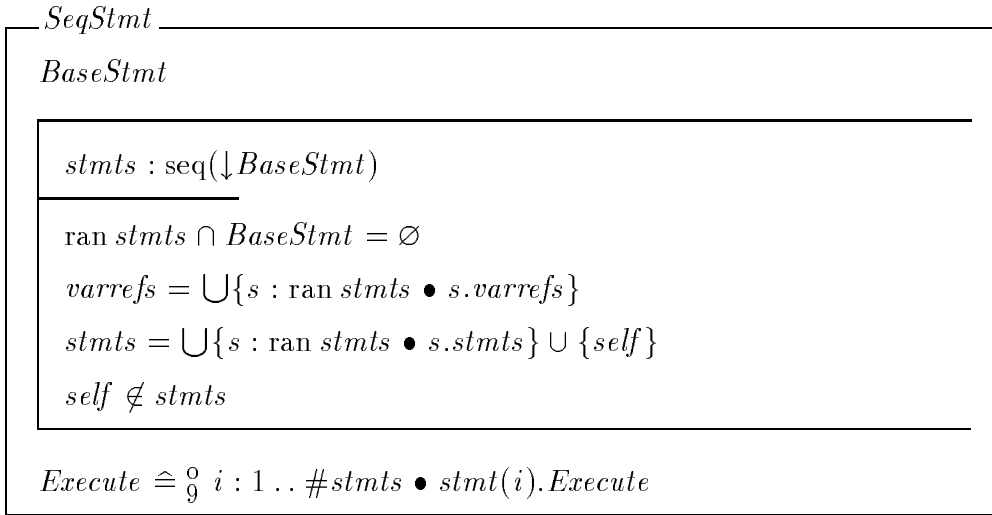 SeqStmt
BaseStmt
stmts : seq(↓BaseStmt)
ran stmts ∩ BaseStmt = ∅
varrefs = ⋃{s : ran stmts • s.varrefs}
stmts = ⋃{s : ran stmts • s.stmts} ∪ {self}
self ∉ stmts
Execute ≙ ⨟ i : 1 .. #stmts • stmt(i).Execute